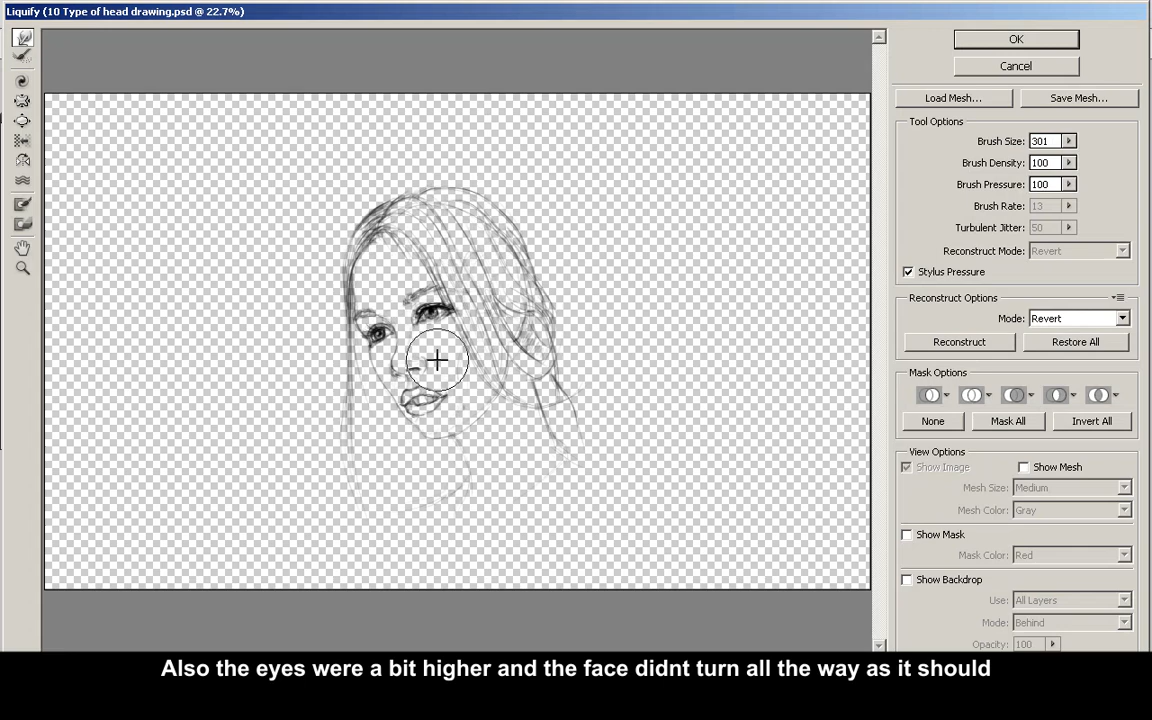 Liquify (10 Type of head drawing.psd @ 22.7%)
OK
Cancel
Load Mesh... Save Mesh...
Tool Options
Brush Size: 301
Brush Density: 100
Brush Pressure: 100
Brush Rate: 13
Turbulent Jitter: 50
Reconstruct Mode: Revert
Stylus Pressure
Reconstruct Options
Mode: Revert
Reconstruct Restore All
Mask Options
None Mask All Invert All
View Options
Show Image Show Mesh
Mesh Size: Medium
Mesh Color: Gray
Show Mask
Mask Color: Red
Show Backdrop
Use: All Layers
Mode: Behind
Opacity: 100
Also the eyes were a bit higher and the face didnt turn all the way as it should